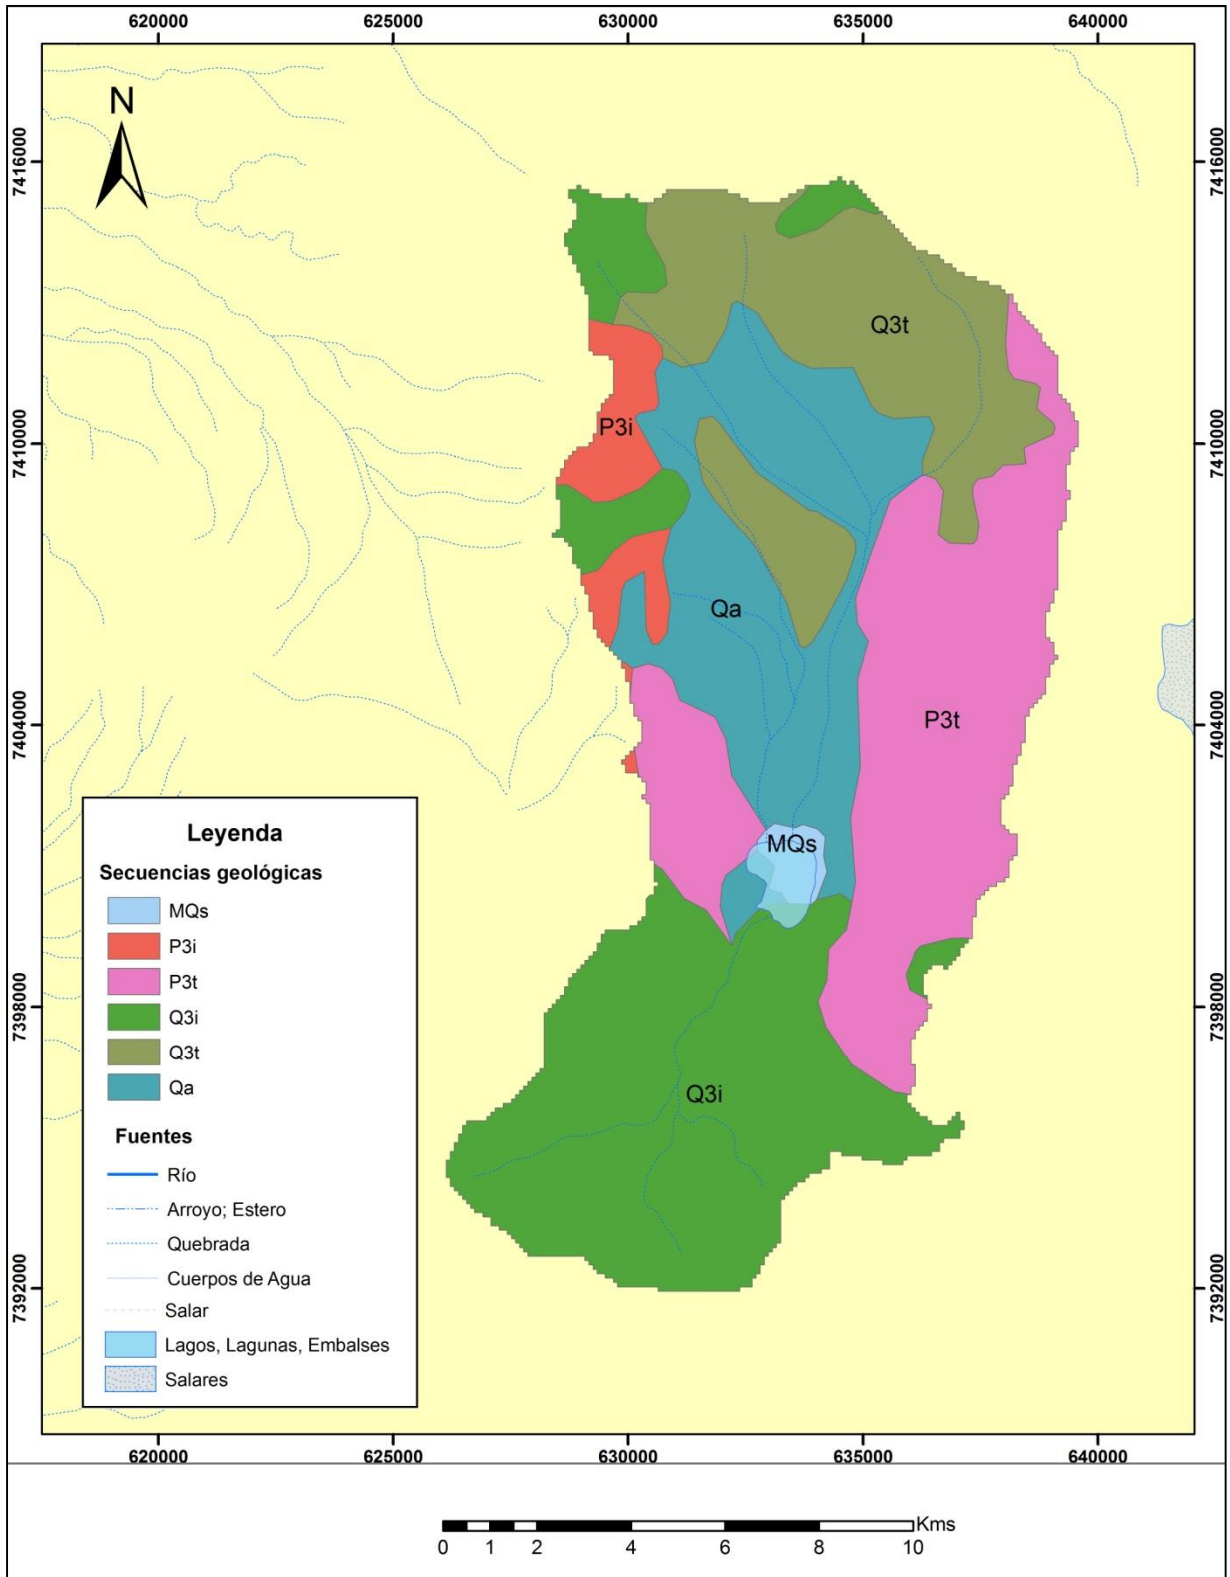 620000 625000 630000 635000 640000
N
7416000 7416000
Q3t
P3i
7410000 7410000
Qa
P3t
7404000 7404000
MQs
Leyenda
Secuencias geológicas
MQs
P3i
P3t
Q3i
Q3t
Qa
7398000 7398000
Q3i
Fuentes
Río
Arroyo; Estero
Quebrada
Cuerpos de Agua
Salar
Lagos, Lagunas, Embalses
Salares
7392000 7392000
620000 625000 630000 635000 640000
Kms
0 1 2 4 6 8 10